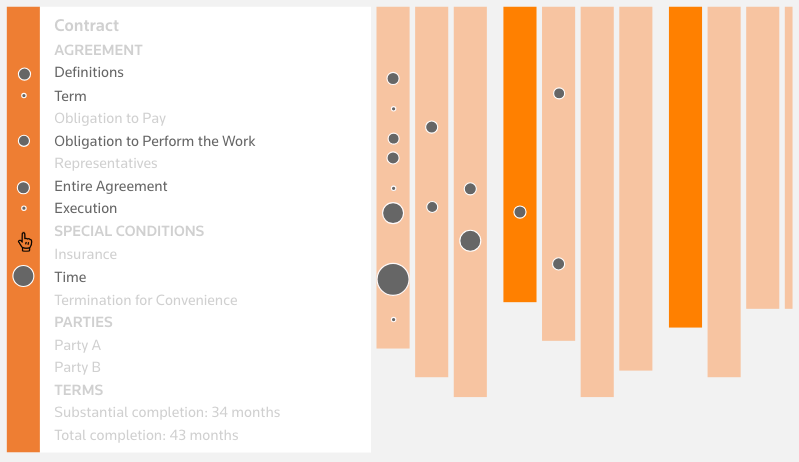 Contract
AGREEMENT
Definitions
Term
Obligation to Pay
Obligation to Perform the Work
Representatives
Entire Agreement
Execution
SPECIAL CONDITIONS
Insurance
Time
Termination for Convenience
PARTIES
Party A
Party B
TERMS
Substantial completion: 34 months
Total completion: 43 months